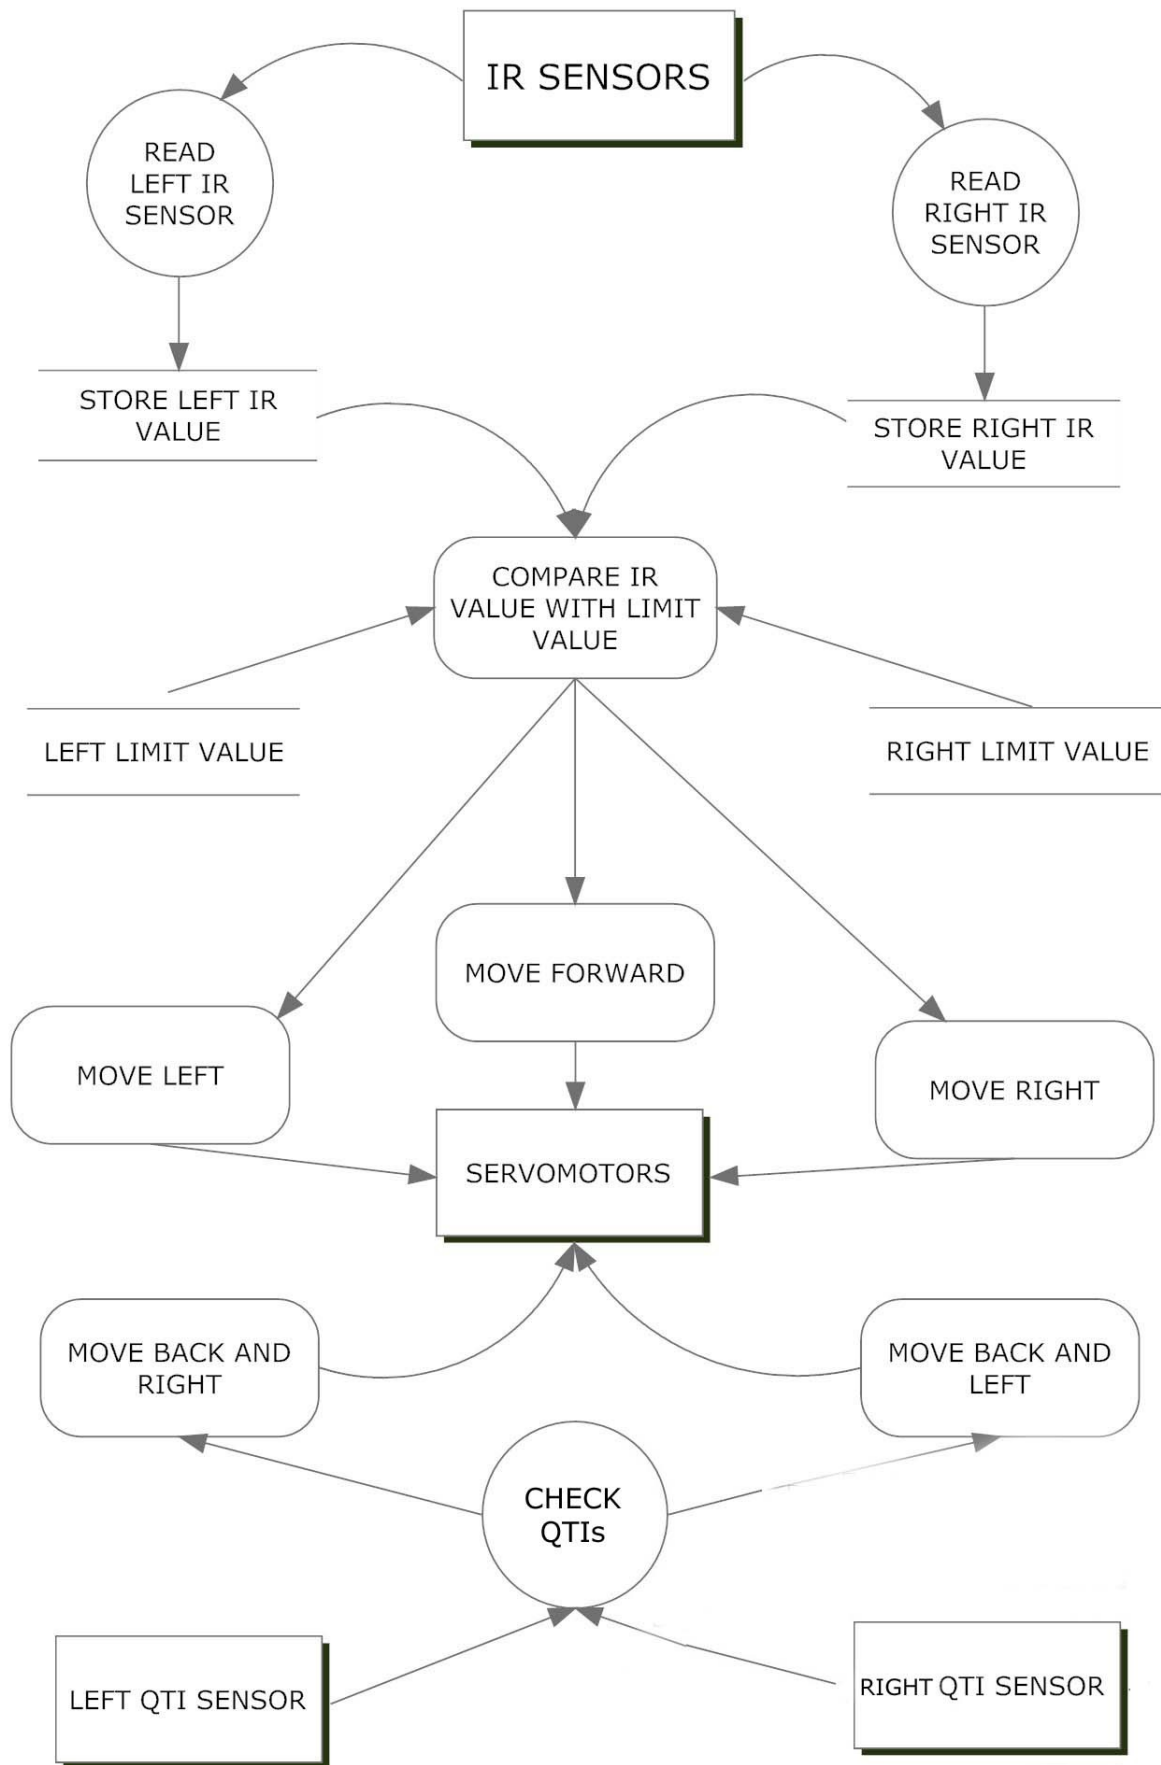 IR SENSORS
READ
LEFT IR
SENSOR
READ
RIGHT IR
SENSOR
STORE LEFT IR
VALUE
STORE RIGHT IR
VALUE
COMPARE IR
VALUE WITH LIMIT
VALUE
LEFT LIMIT VALUE
RIGHT LIMIT VALUE
MOVE FORWARD
MOVE LEFT
MOVE RIGHT
SERVOMOTORS
MOVE BACK AND
RIGHT
MOVE BACK AND
LEFT
CHECK
QTIs
LEFT QTI SENSOR
RIGHT QTI SENSOR